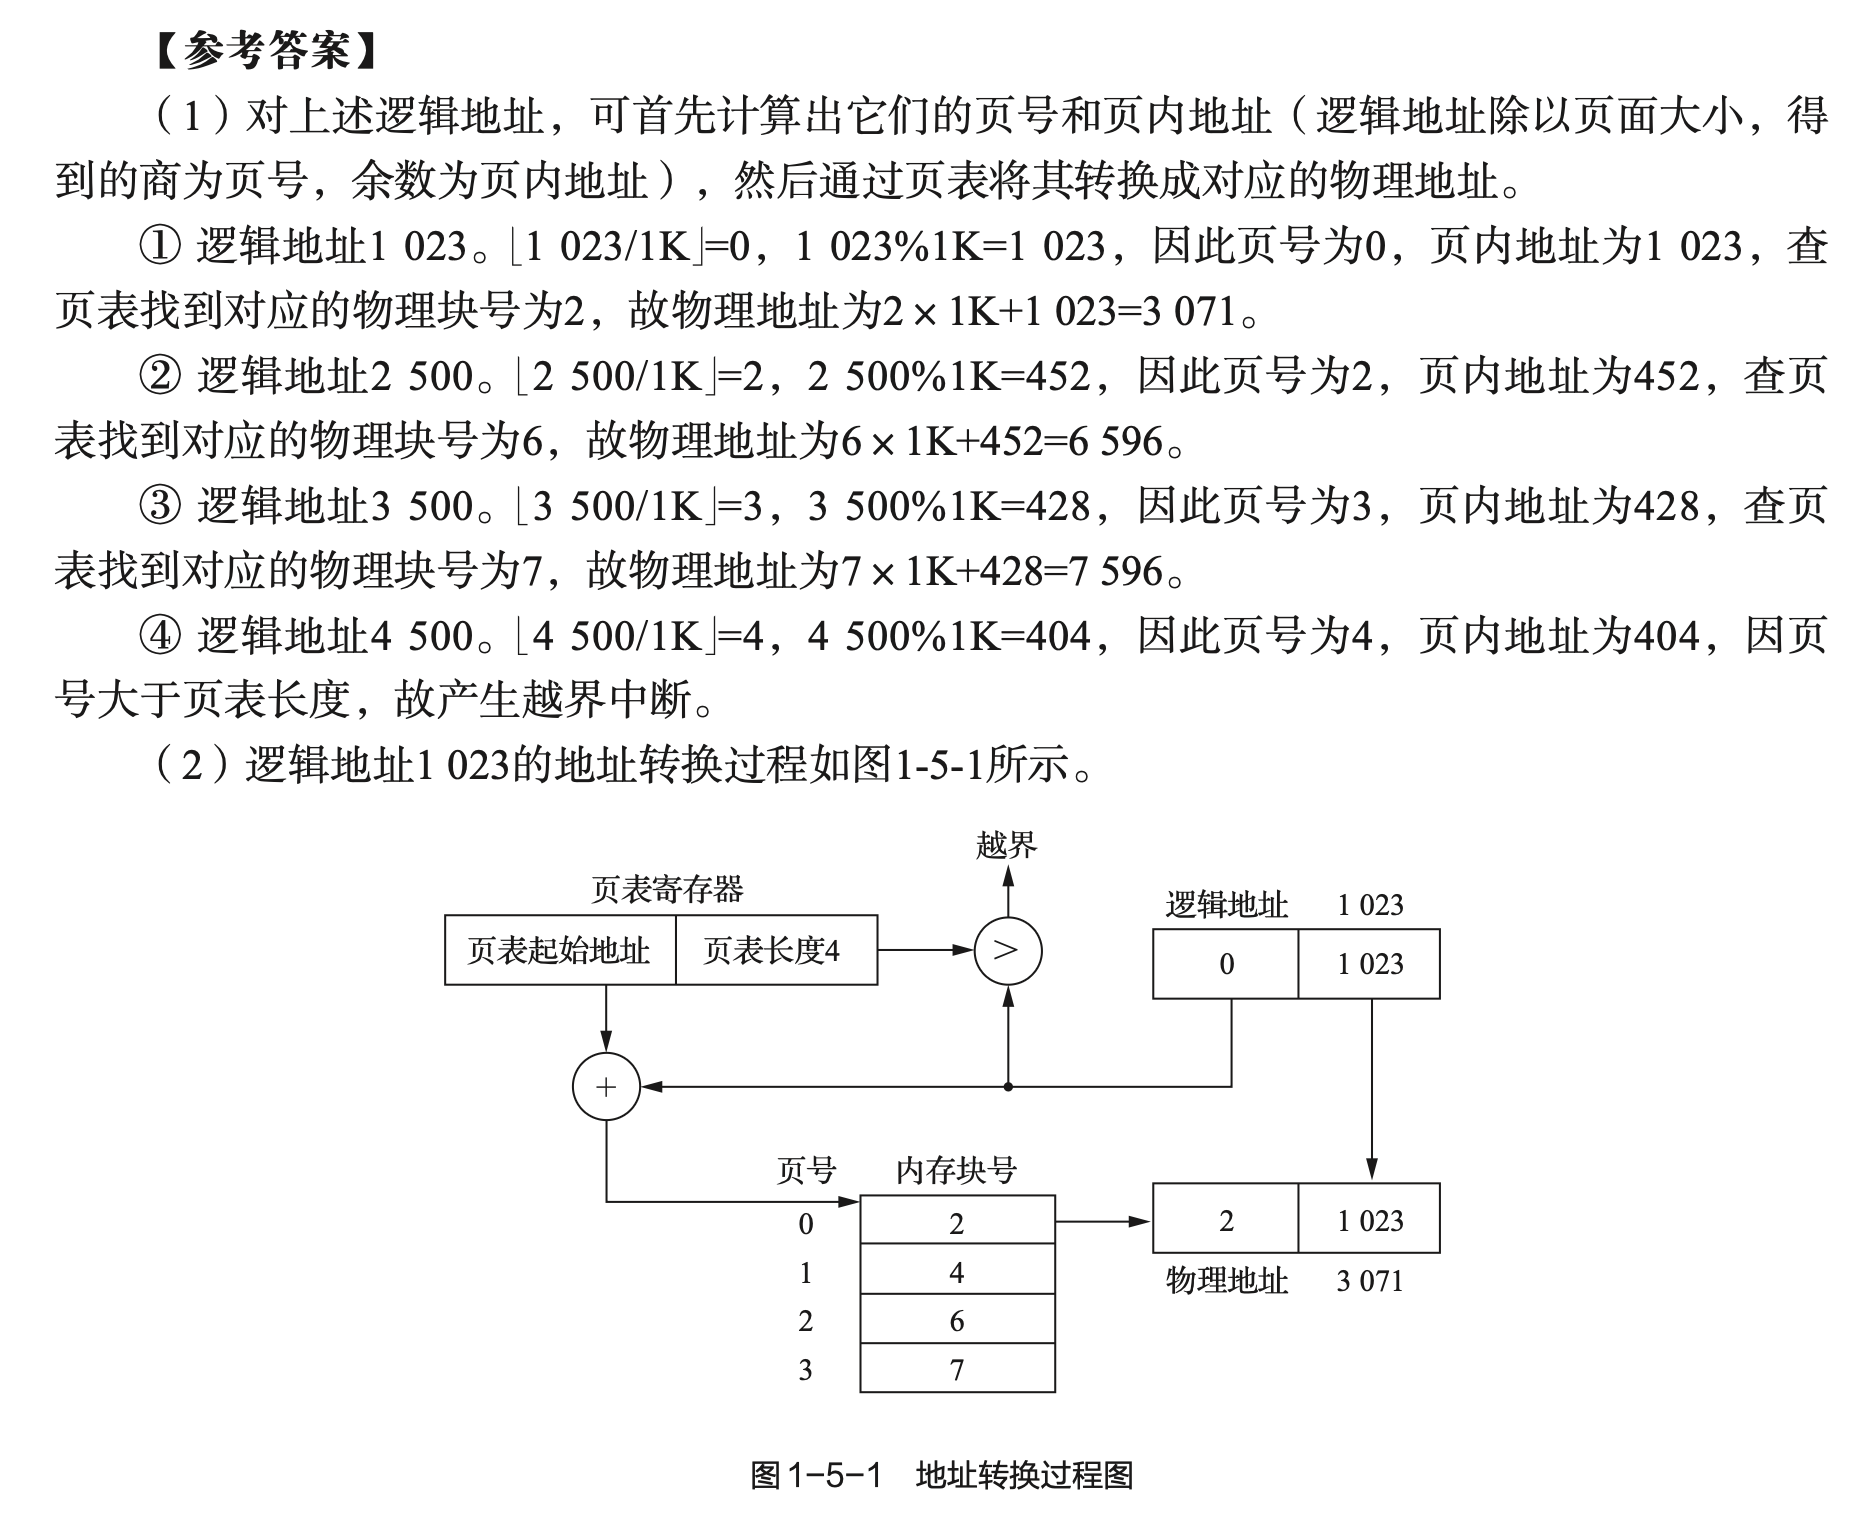 【参考答案】
（1）对上述逻辑地址，可首先计算出它们的页号和页内地址（逻辑地址除以页面大小，得
到的商为页号，余数为页内地址），然后通过页表将其转换成对应的物理地址。
① 逻辑地址1 023。⌊1 023/1K⌋=0，1 023%1K=1 023，因此页号为0，页内地址为1 023，查
页表找到对应的物理块号为2，故物理地址为2 × 1K+1 023=3 071。
② 逻辑地址2 500。⌊2 500/1K⌋=2，2 500%1K=452，因此页号为2，页内地址为452，查页
表找到对应的物理块号为6，故物理地址为6 × 1K+452=6 596。
③ 逻辑地址3 500。⌊3 500/1K⌋=3，3 500%1K=428，因此页号为3，页内地址为428，查页
表找到对应的物理块号为7，故物理地址为7 × 1K+428=7 596。
④ 逻辑地址4 500。⌊4 500/1K⌋=4，4 500%1K=404，因此页号为4，页内地址为404，因页
号大于页表长度，故产生越界中断。
（2）逻辑地址1 023的地址转换过程如图1-5-1所示。
越界
页表寄存器
逻辑地址 1 023
页表起始地址 页表长度4
>
0 1 023
+
页号 内存块号
0 2
2 1 023
1 4
物理地址 3 071
2 6
3 7
图1-5-1 地址转换过程图